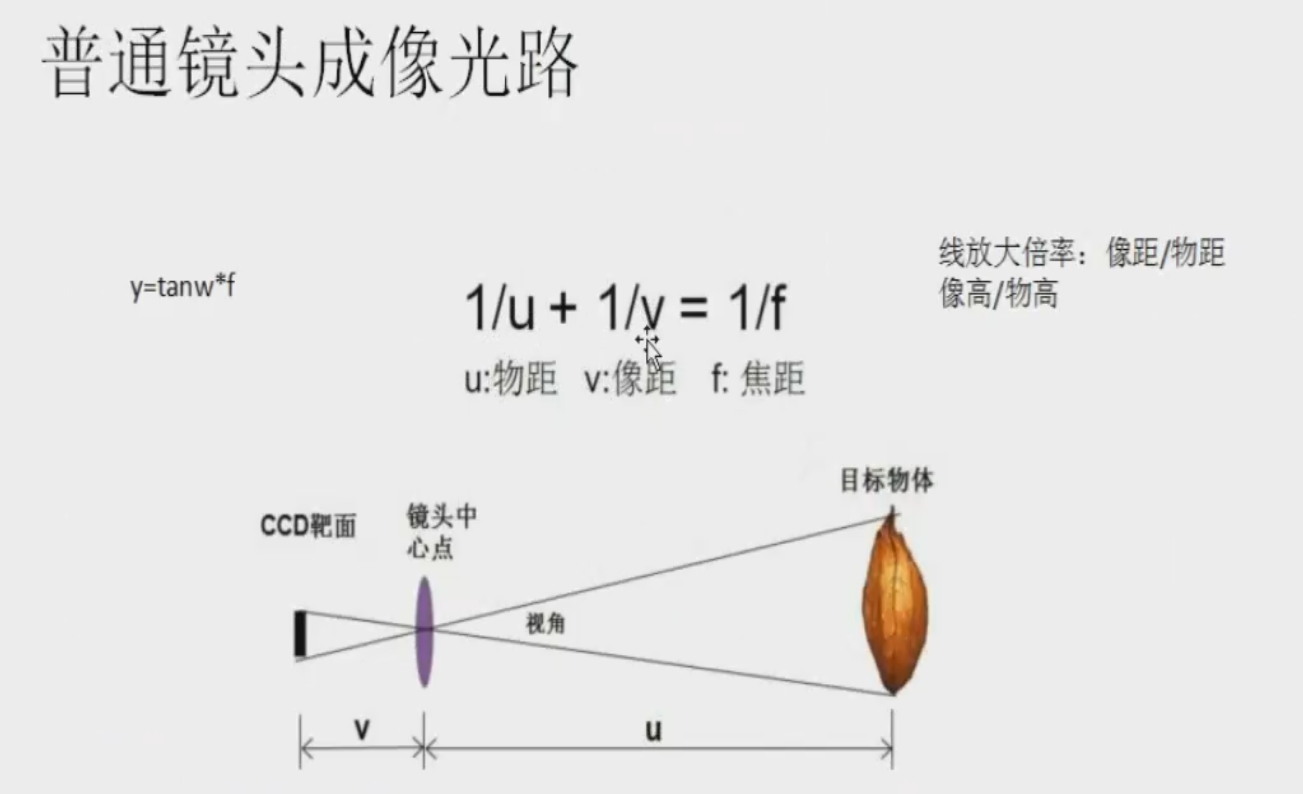 普通镜头成像光路
线放大倍率：像距/物距
像高/物高
y=tanw*f
1/u + 1/v = 1/f
u:物距 v:像距 f: 焦距
目标物体
CCD靶面
镜头中
心点
视角
v
u